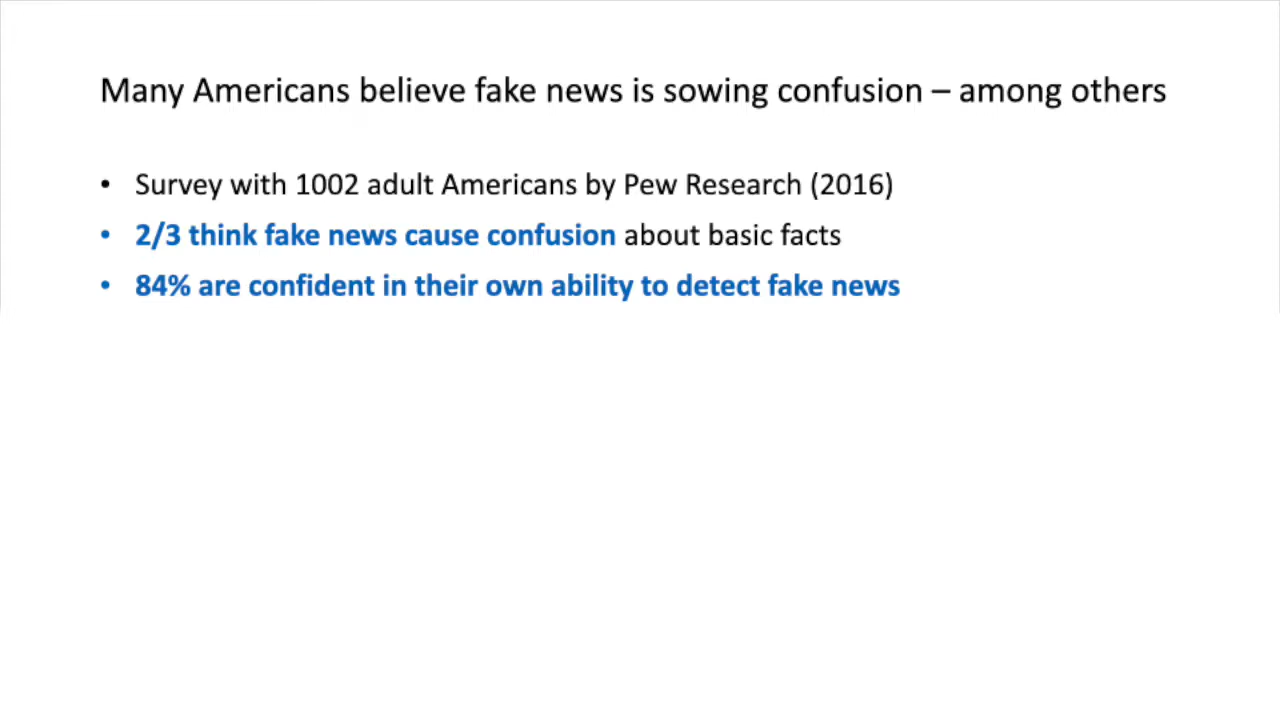 Many Americans believe fake news is sowing confusion – among others
• Survey with 1002 adult Americans by Pew Research (2016)
• 2/3 think fake news cause confusion about basic facts
• 84% are confident in their own ability to detect fake news